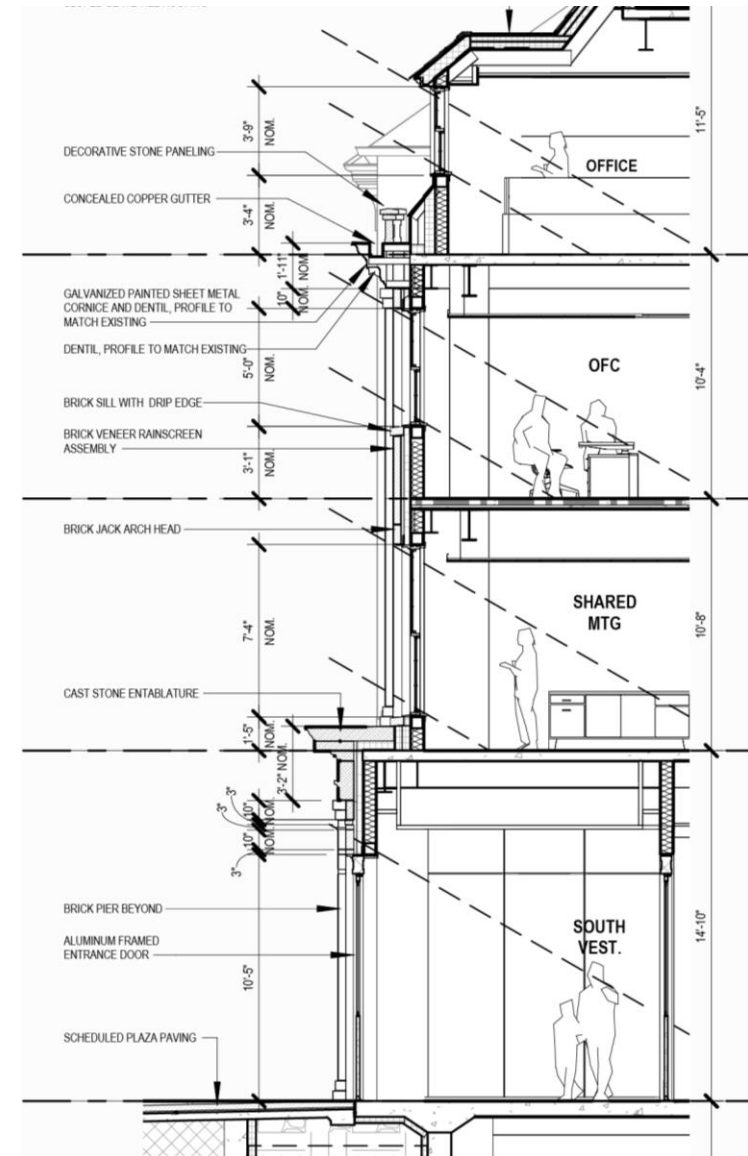 3'-9"
NOM.
11'-5"
DECORATIVE STONE PANELING
OFFICE
CONCEALED COPPER GUTTER
3'-4"
NOM.
1'-11"
NOM.
GALVANIZED PAINTED SHEET METAL
CORNICE AND DENTIL, PROFILE TO
MATCH EXISTING
10"
NOM.
DENTIL, PROFILE TO MATCH EXISTING
5'-0"
NOM.
OFC
10'-4"
BRICK SILL WITH DRIP EDGE
BRICK VENEER RAINSCREEN
ASSEMBLY
3'-1"
NOM.
BRICK JACK ARCH HEAD
7'-4"
NOM.
SHARED
MTG
10'-8"
CAST STONE ENTABLATURE
1'-5"
NOM.
3'-2" NOM.
3"
3"
10"
NOM.
10"
NOM.
3"
BRICK PIER BEYOND
ALUMINUM FRAMED
ENTRANCE DOOR
SOUTH
VEST.
14'-10"
10'-5"
SCHEDULED PLAZA PAVING